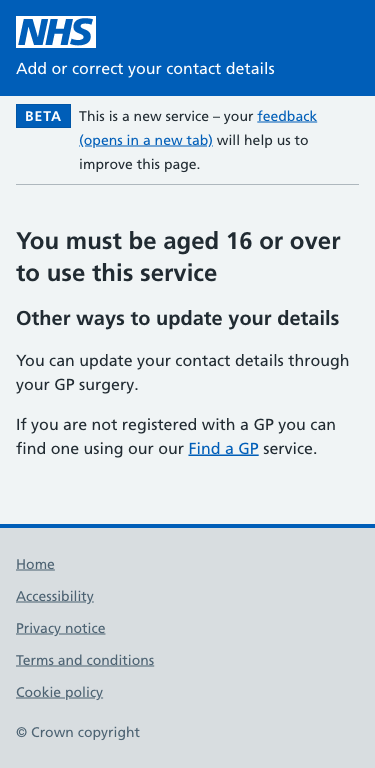 NHS
Add or correct your contact details
BETA
This is a new service – your feedback
(opens in a new tab) will help us to
improve this page.
You must be aged 16 or over
to use this service
Other ways to update your details
You can update your contact details through
your GP surgery.
If you are not registered with a GP you can
find one using our our Find a GP service.
Home
Accessibility
Privacy notice
Terms and conditions
Cookie policy
© Crown copyright